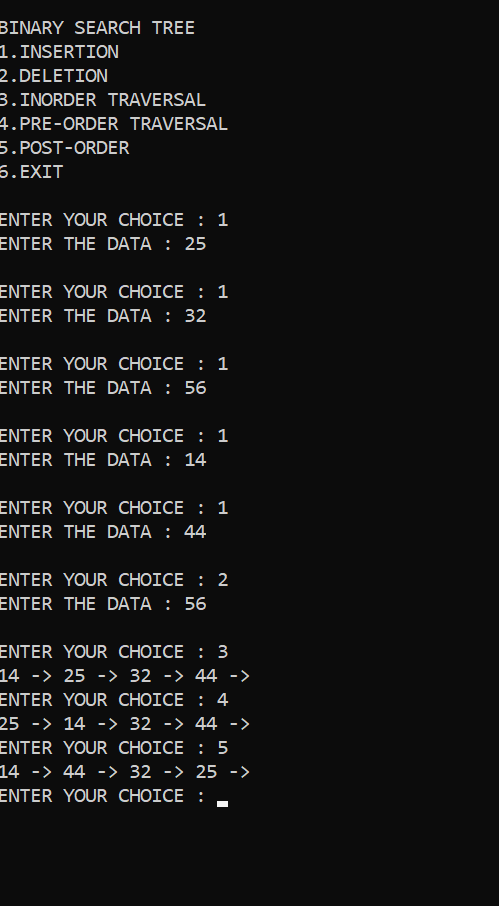 BINARY SEARCH TREE
1.INSERTION
2.DELETION
3.INORDER TRAVERSAL
4.PRE-ORDER TRAVERSAL
5.POST-ORDER
6.EXIT
ENTER YOUR CHOICE : 1
ENTER THE DATA : 25
ENTER YOUR CHOICE : 1
ENTER THE DATA : 32
ENTER YOUR CHOICE : 1
ENTER THE DATA : 56
ENTER YOUR CHOICE : 1
ENTER THE DATA : 14
ENTER YOUR CHOICE : 1
ENTER THE DATA : 44
ENTER YOUR CHOICE : 2
ENTER THE DATA : 56
ENTER YOUR CHOICE : 3
14 -> 25 -> 32 -> 44 ->
ENTER YOUR CHOICE : 4
25 -> 14 -> 32 -> 44 ->
ENTER YOUR CHOICE : 5
14 -> 44 -> 32 -> 25 ->
ENTER YOUR CHOICE :